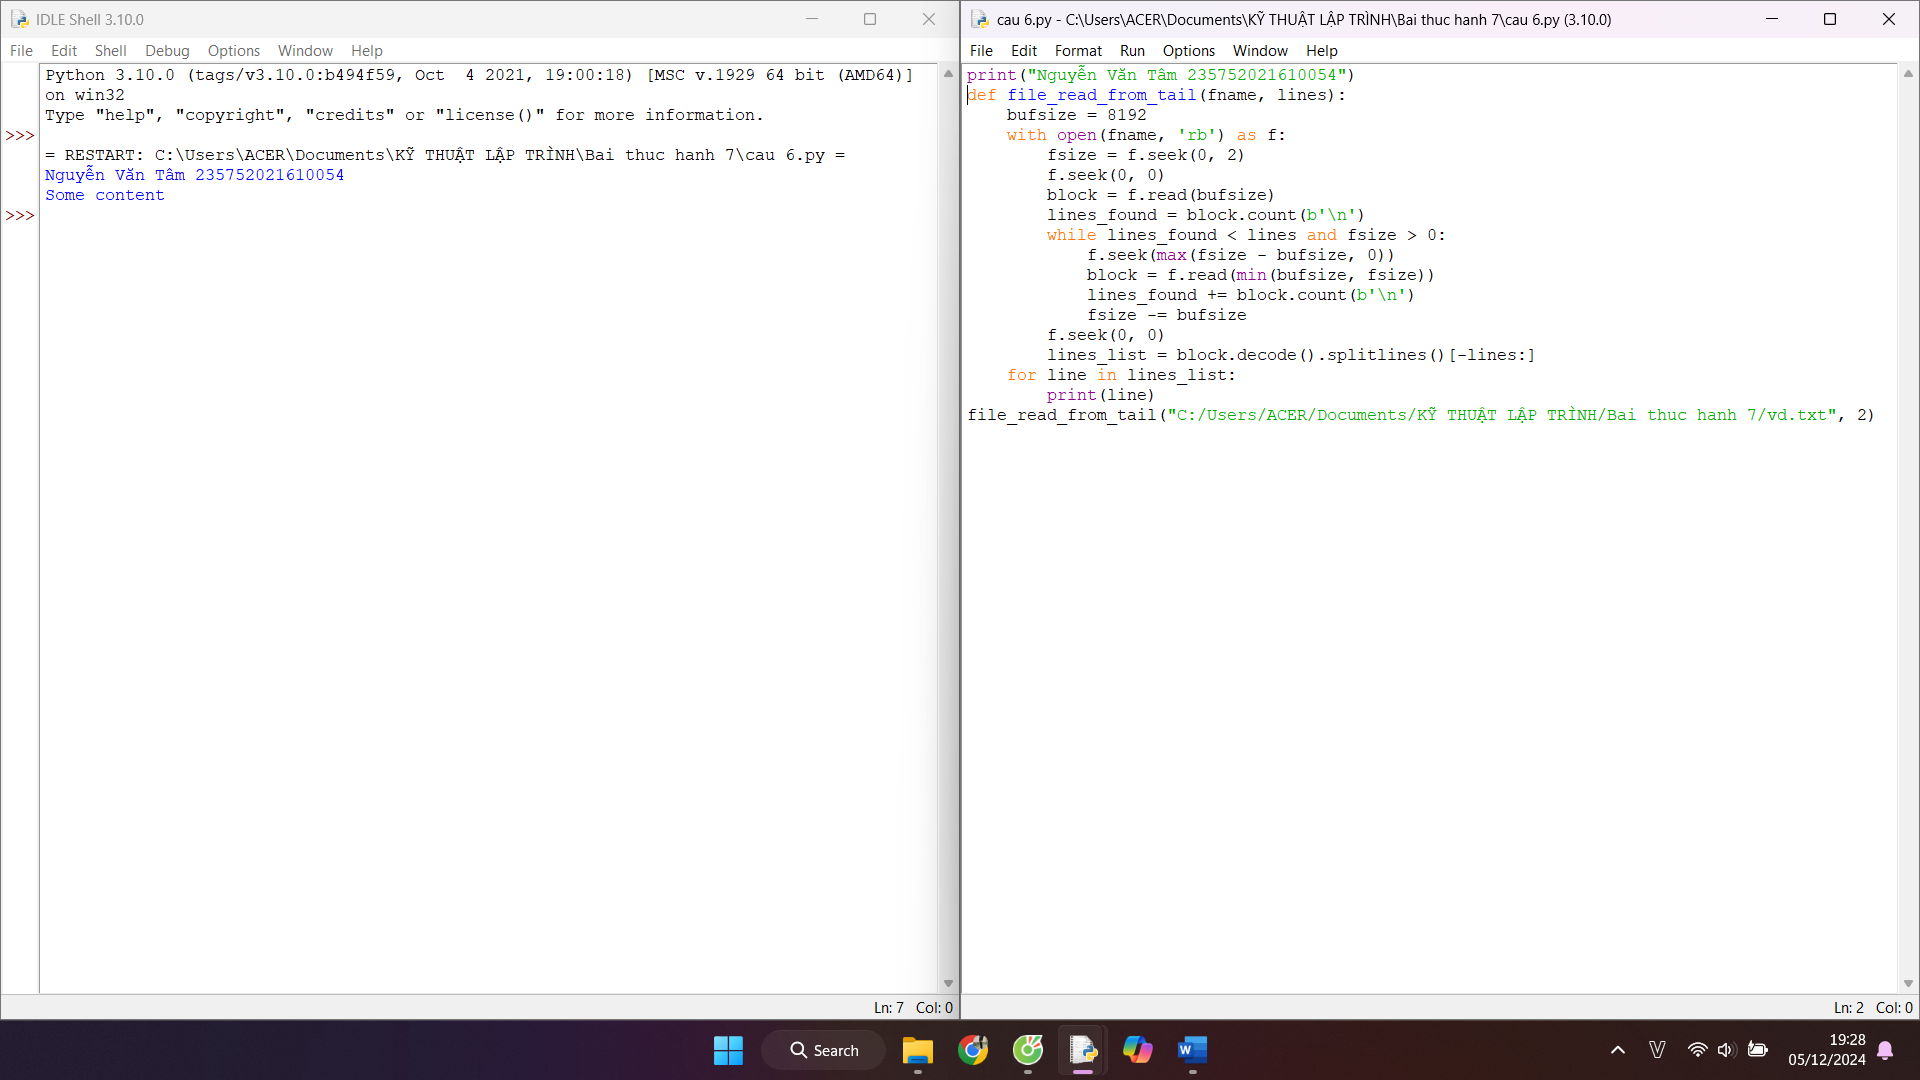 IDLE Shell 3.10.0
File Edit Shell Debug Options Window Help
Python 3.10.0 (tags/v3.10.0:b494f59, Oct  4 2021, 19:00:18) [MSC v.1929 64 bit (AMD64)]
on win32
Type "help", "copyright", "credits" or "license()" for more information.
>>>
= RESTART: C:\Users\ACER\Documents\KỸ THUẬT LẬP TRÌNH\Bai thuc hanh 7\cau 6.py =
Nguyễn Văn Tâm 235752021610054
Some content
>>>
Ln: 7 Col: 0
cau 6.py - C:\Users\ACER\Documents\KỸ THUẬT LẬP TRÌNH\Bai thuc hanh 7\cau 6.py (3.10.0)
File Edit Format Run Options Window Help
print("Nguyễn Văn Tâm 235752021610054")
def file_read_from_tail(fname, lines):
    bufsize = 8192
    with open(fname, 'rb') as f:
        fsize = f.seek(0, 2)
        f.seek(0, 0)
        block = f.read(bufsize)
        lines_found = block.count(b'\n')
        while lines_found < lines and fsize > 0:
            f.seek(max(fsize - bufsize, 0))
            block = f.read(min(bufsize, fsize))
            lines_found += block.count(b'\n')
            fsize -= bufsize
        f.seek(0, 0)
        lines_list = block.decode().splitlines()[-lines:]
    for line in lines_list:
        print(line)
file_read_from_tail("C:/Users/ACER/Documents/KỸ THUẬT LẬP TRÌNH/Bai thuc hanh 7/vd.txt", 2)
Ln: 2 Col: 0
Search
V
19:28
05/12/2024